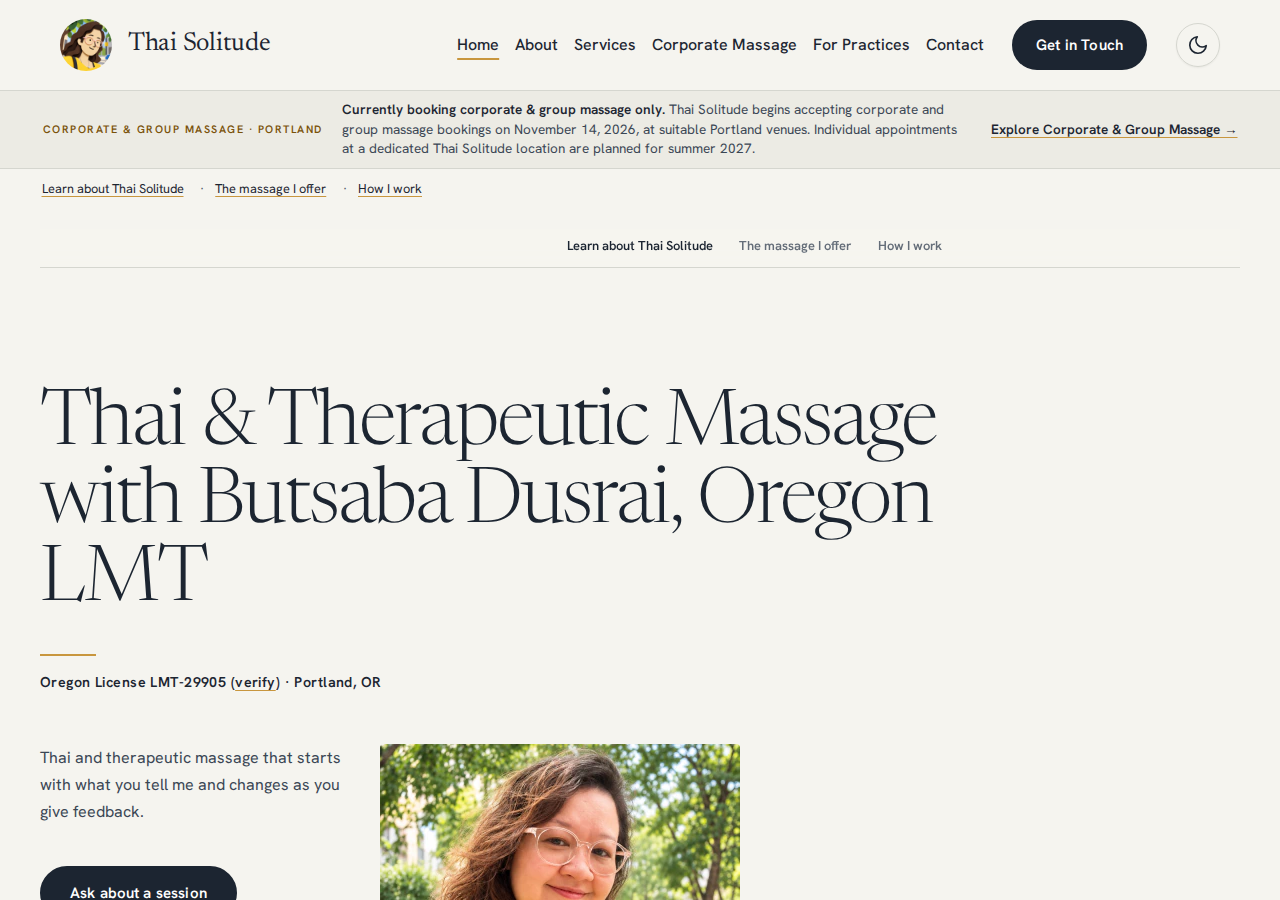 Thai Solitude
Home About Services Corporate Massage For Practices Contact Get in Touch
CORPORATE & GROUP MASSAGE · PORTLAND
Currently booking corporate & group massage only. Thai Solitude begins accepting corporate and
group massage bookings on November 14, 2026, at suitable Portland venues. Individual appointments
at a dedicated Thai Solitude location are planned for summer 2027.
Explore Corporate & Group Massage →
Learn about Thai Solitude · The massage I offer · How I work
Learn about Thai Solitude The massage I offer How I work
Thai & Therapeutic Massage
with Butsaba Dusrai, Oregon
LMT
Oregon License LMT-29905 (verify) · Portland, OR
Thai and therapeutic massage that starts
with what you tell me and changes as you
give feedback.
Ask about a session